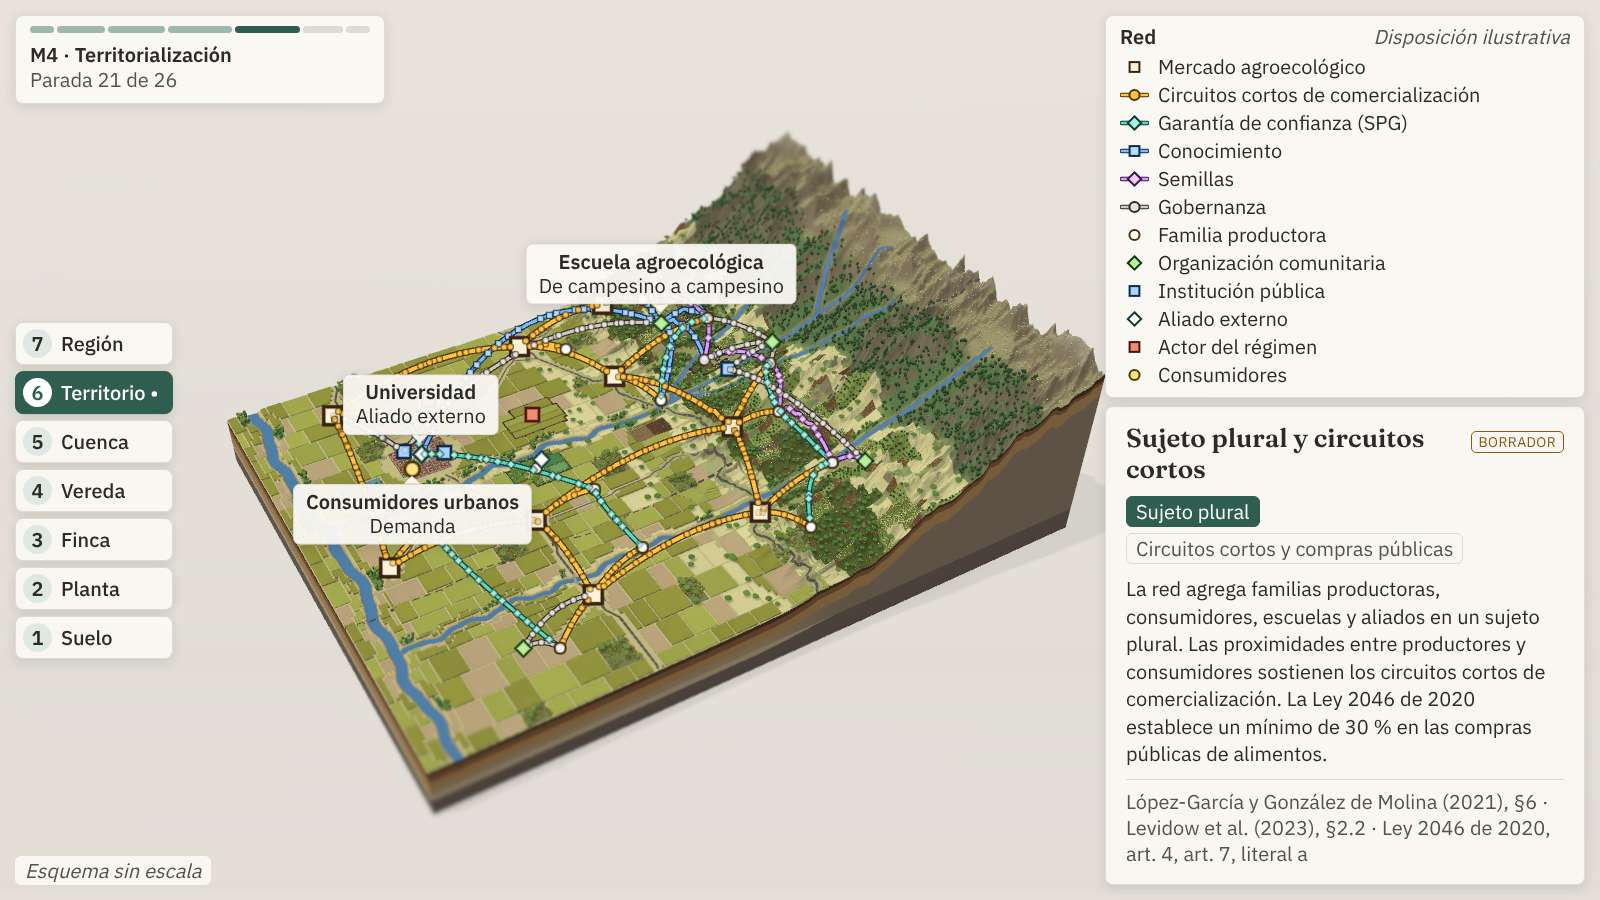 M4 · Territorialización
Parada 21 de 26
7 Región
6 Territorio •
5 Cuenca
4 Vereda
3 Finca
2 Planta
1 Suelo
Escuela agroecológica
De campesino a campesino
Universidad
Aliado externo
Consumidores urbanos
Demanda
Esquema sin escala
Red
Disposición ilustrativa
Mercado agroecológico
Circuitos cortos de comercialización
Garantía de confianza (SPG)
Conocimiento
Semillas
Gobernanza
Familia productora
Organización comunitaria
Institución pública
Aliado externo
Actor del régimen
Consumidores
Sujeto plural y circuitos
cortos
BORRADOR
Sujeto plural
Circuitos cortos y compras públicas
La red agrega familias productoras,
consumidores, escuelas y aliados en un sujeto
plural. Las proximidades entre productores y
consumidores sostienen los circuitos cortos de
comercialización. La Ley 2046 de 2020
establece un mínimo de 30 % en las compras
públicas de alimentos.
López-García y González de Molina (2021), §6 ·
Levidow et al. (2023), §2.2 · Ley 2046 de 2020,
art. 4, art. 7, literal a